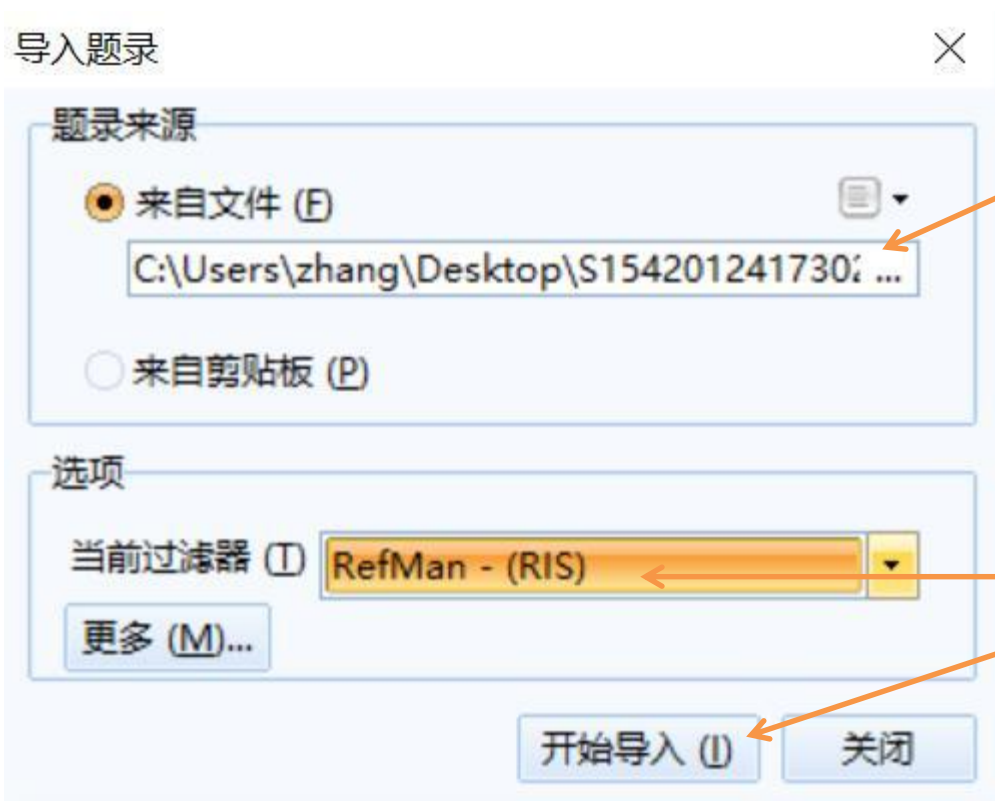 导入题录
题录来源
来自文件 (F)
C:\Users\zhang\Desktop\S154201241730 ...
来自剪贴板 (P)
选项
当前过滤器 (T) RefMan - (RIS)
更多 (M)...
开始导入 (I) 关闭